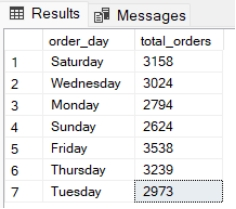 Results Messages
order_day total_orders
1 Saturday 3158
2 Wednesday 3024
3 Monday 2794
4 Sunday 2624
5 Friday 3538
6 Thursday 3239
7 Tuesday 2973